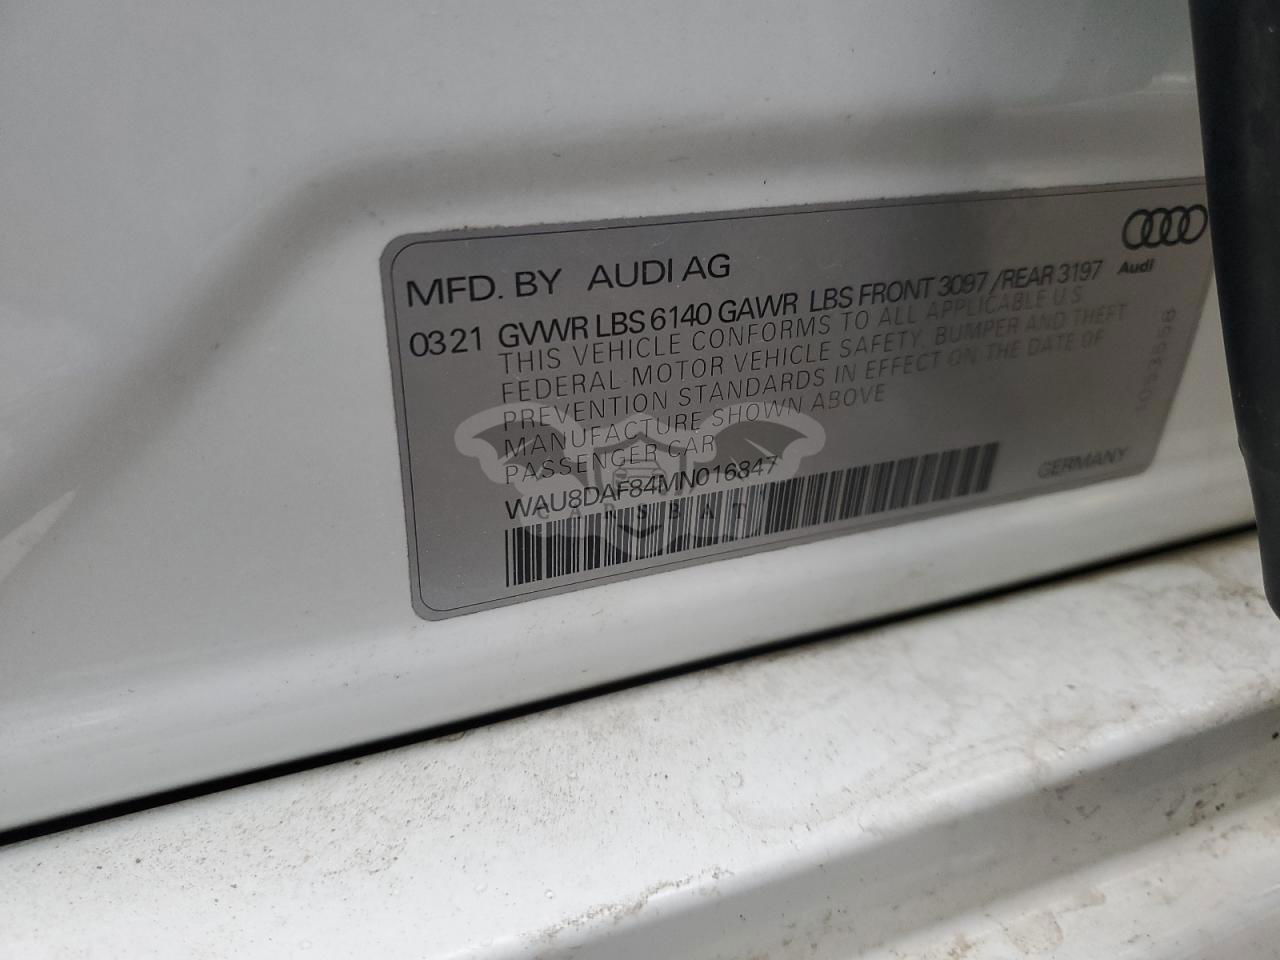 MFD. BY AUDI AG
Audi
0321 GVWR LBS 6140 GAWR LBS FRONT 3097 /REAR 3197
THIS VEHICLE CONFORMS TO ALL APPLICABLE U.S
FEDERAL MOTOR VEHICLE SAFETY, BUMPER AND THEFT
PREVENTION STANDARDS IN EFFECT ON THE DATE OF
MANUFACTURE SHOWN ABOVE
PASSENGER CAR
WAU8DAF84MN016847
GERMANY
CARSBAT